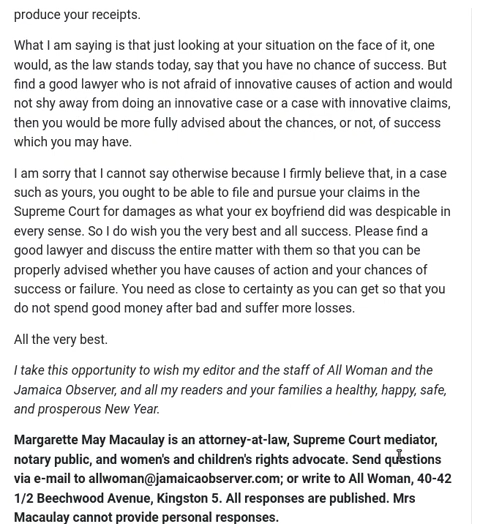 produce your receipts.
What I am saying is that just looking at your situation on the face of it, one
would, as the law stands today, say that you have no chance of success. But
find a good lawyer who is not afraid of innovative causes of action and would
not shy away from doing an innovative case or a case with innovative claims,
then you would be more fully advised about the chances, or not, of success
which you may have.
I am sorry that I cannot say otherwise because I firmly believe that, in a case
such as yours, you ought to be able to file and pursue your claims in the
Supreme Court for damages as what your ex boyfriend did was despicable in
every sense. So I do wish you the very best and all success. Please find a
good lawyer and discuss the entire matter with them so that you can be
properly advised whether you have causes of action and your chances of
success or failure. You need as close to certainty as you can get so that you
do not spend good money after bad and suffer more losses.
All the very best.
I take this opportunity to wish my editor and the staff of All Woman and the
Jamaica Observer, and all my readers and your families a healthy, happy, safe,
and prosperous New Year.
Margarette May Macaulay is an attorney-at-law, Supreme Court mediator,
notary public, and women's and children's rights advocate. Send questions
via e-mail to allwoman@jamaicaobserver.com; or write to All Woman, 40-42
1/2 Beechwood Avenue, Kingston 5. All responses are published. Mrs
Macaulay cannot provide personal responses.